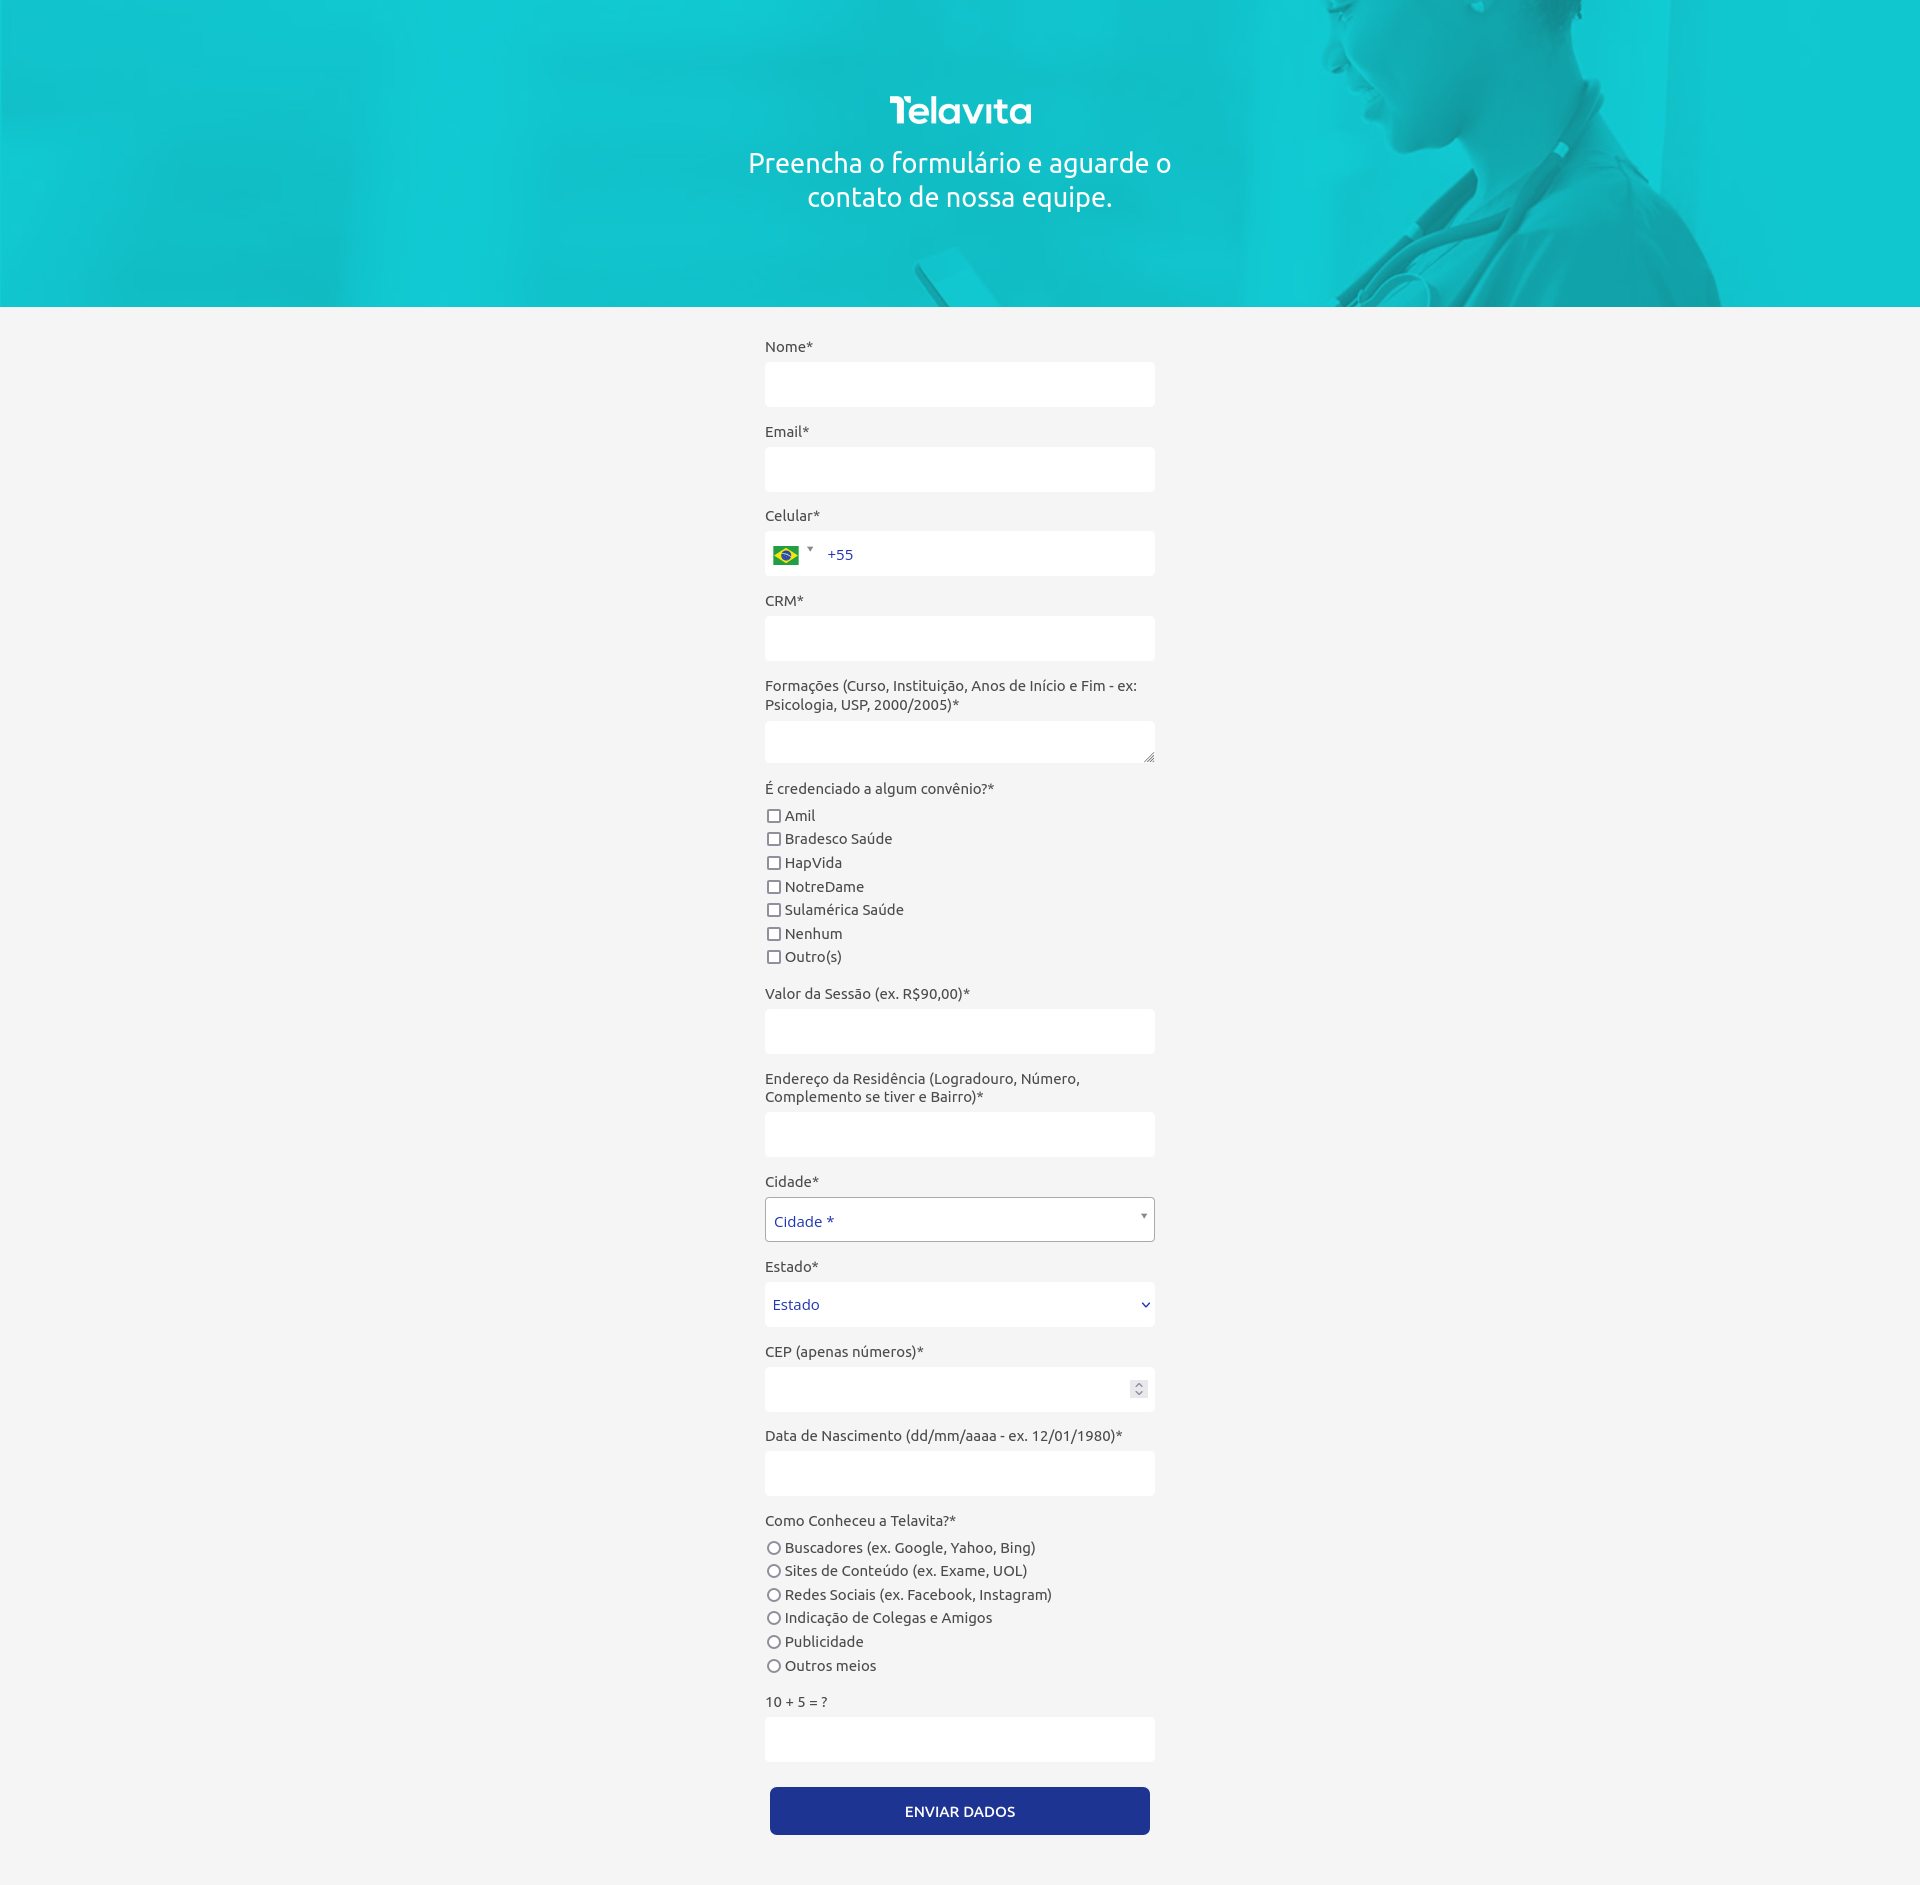 Telavita
Preencha o formulário e aguarde o
contato de nossa equipe.
Nome*
Email*
Celular*
+55
CRM*
Formações (Curso, Instituição, Anos de Início e Fim - ex:
Psicologia, USP, 2000/2005)*
É credenciado a algum convênio?*
Amil
Bradesco Saúde
HapVida
NotreDame
Sulamérica Saúde
Nenhum
Outro(s)
Valor da Sessão (ex. R$90,00)*
Endereço da Residência (Logradouro, Número,
Complemento se tiver e Bairro)*
Cidade*
Cidade *
Estado*
Estado
CEP (apenas números)*
Data de Nascimento (dd/mm/aaaa - ex. 12/01/1980)*
Como Conheceu a Telavita?*
Buscadores (ex. Google, Yahoo, Bing)
Sites de Conteúdo (ex. Exame, UOL)
Redes Sociais (ex. Facebook, Instagram)
Indicação de Colegas e Amigos
Publicidade
Outros meios
10 + 5 = ?
ENVIAR DADOS